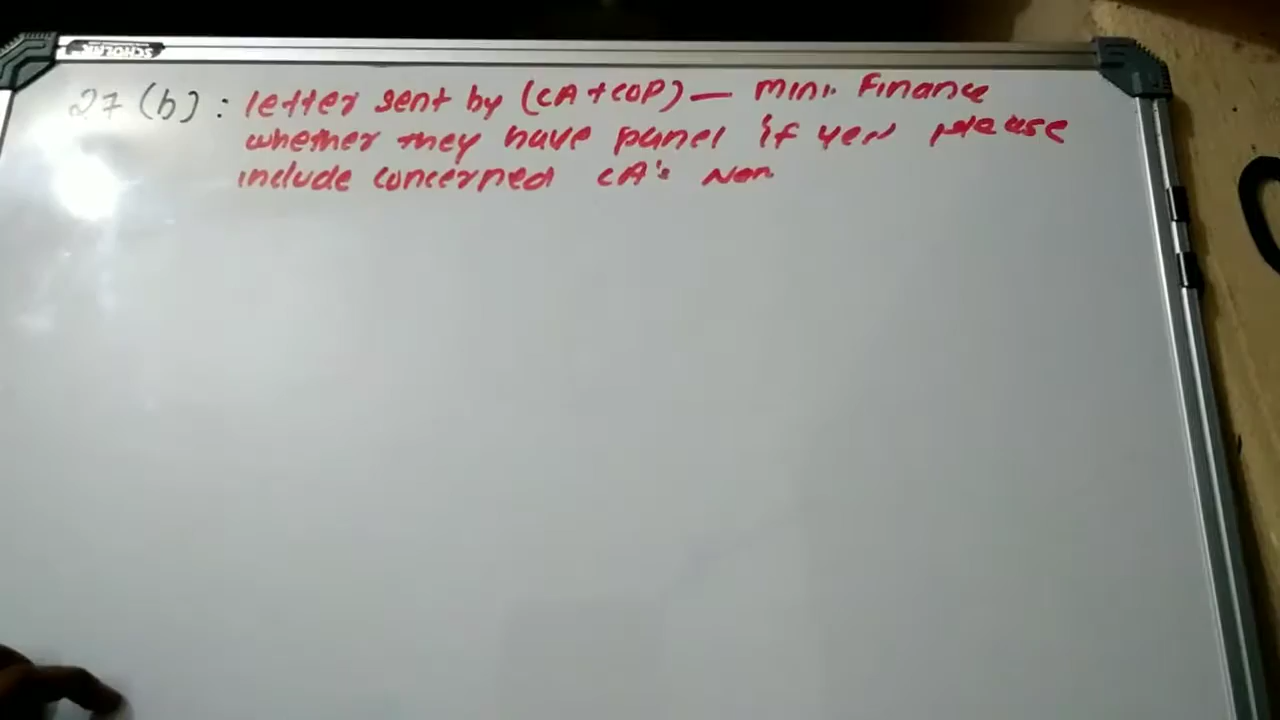 SCHOLAR
27 (b) : letter sent by (CA + COP) — Mini. Finance
whether they have panel if yes please
include concerned CA's Nam